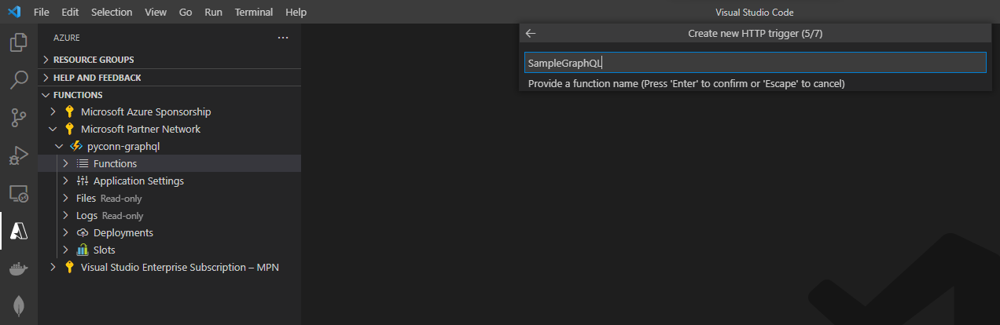 File Edit Selection View Go Run Terminal Help Visual Studio Code
AZURE ...
RESOURCE GROUPS
HELP AND FEEDBACK
FUNCTIONS
Microsoft Azure Sponsorship
Microsoft Partner Network
pyconn-graphql
Functions
Application Settings
Files Read-only
Logs Read-only
Deployments
Slots
Visual Studio Enterprise Subscription – MPN
Create new HTTP trigger (5/7)
SampleGraphQL
Provide a function name (Press 'Enter' to confirm or 'Escape' to cancel)